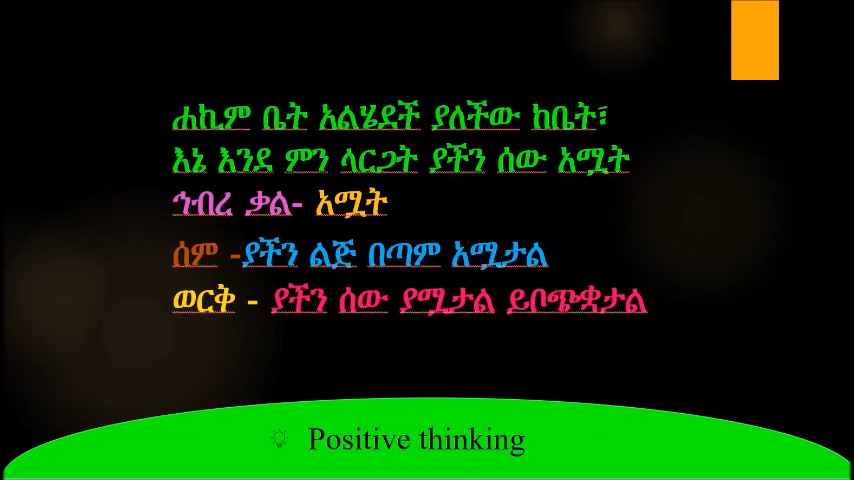 ሐኪም ቤት አልሄደች ያለችው ከቤት፣
እኔ እንደ ምን ላርጋት ያችን ሰው አሟት
ኅብረ ቃል- አሟት
ሰም -ያችን ልጅ በጣም አሟታል
ወርቅ - ያችን ሰው ያሟታል ይቦጭቋታል
Positive thinking